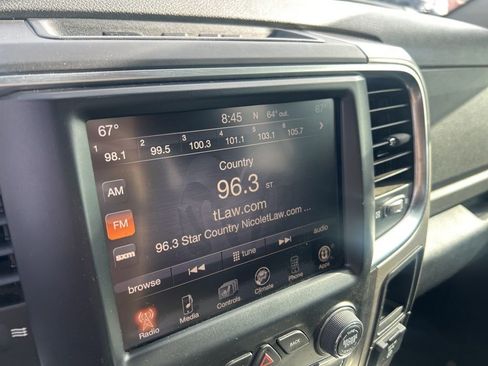 67° 8:45 N 64° out. 67°
1 98.1 2 99.5 3 100.3 4 101.1 5 103.1 6 105.7
Country
AM
96.3 ST
FM
tLaw.com
96.3 Star Country NicoletLaw.com ...
sxm
browse tune audio
Radio Media Controls Climate Phone Apps
BACK